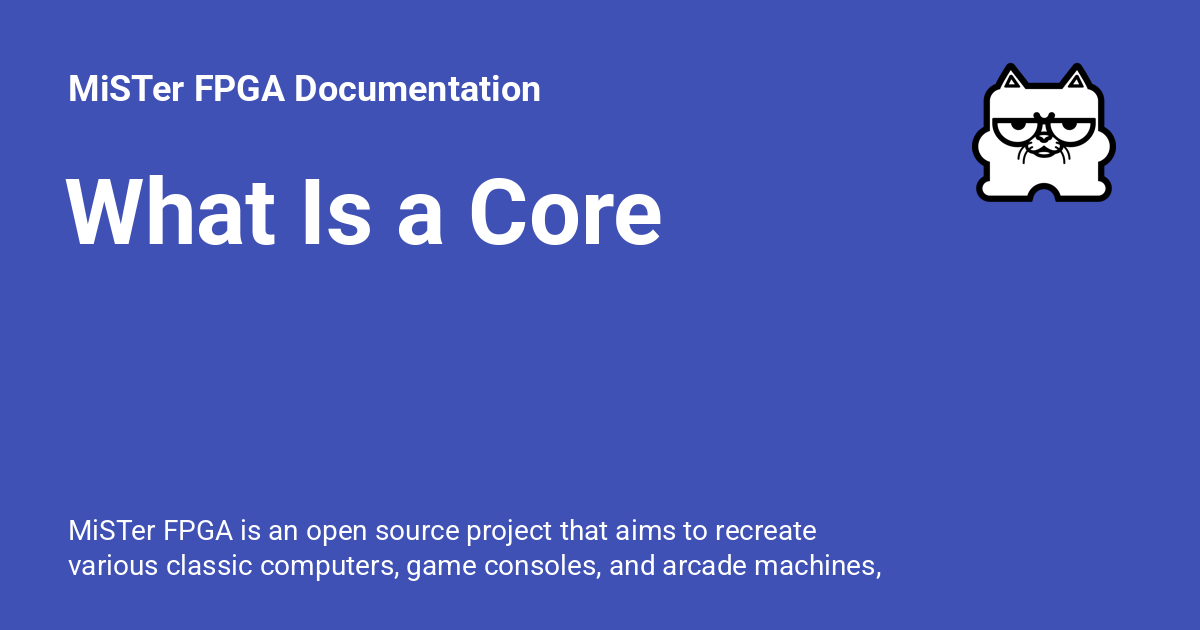 MiSTer FPGA Documentation
What Is a Core
MiSTer FPGA is an open source project that aims to recreate
various classic computers, game consoles, and arcade machines,